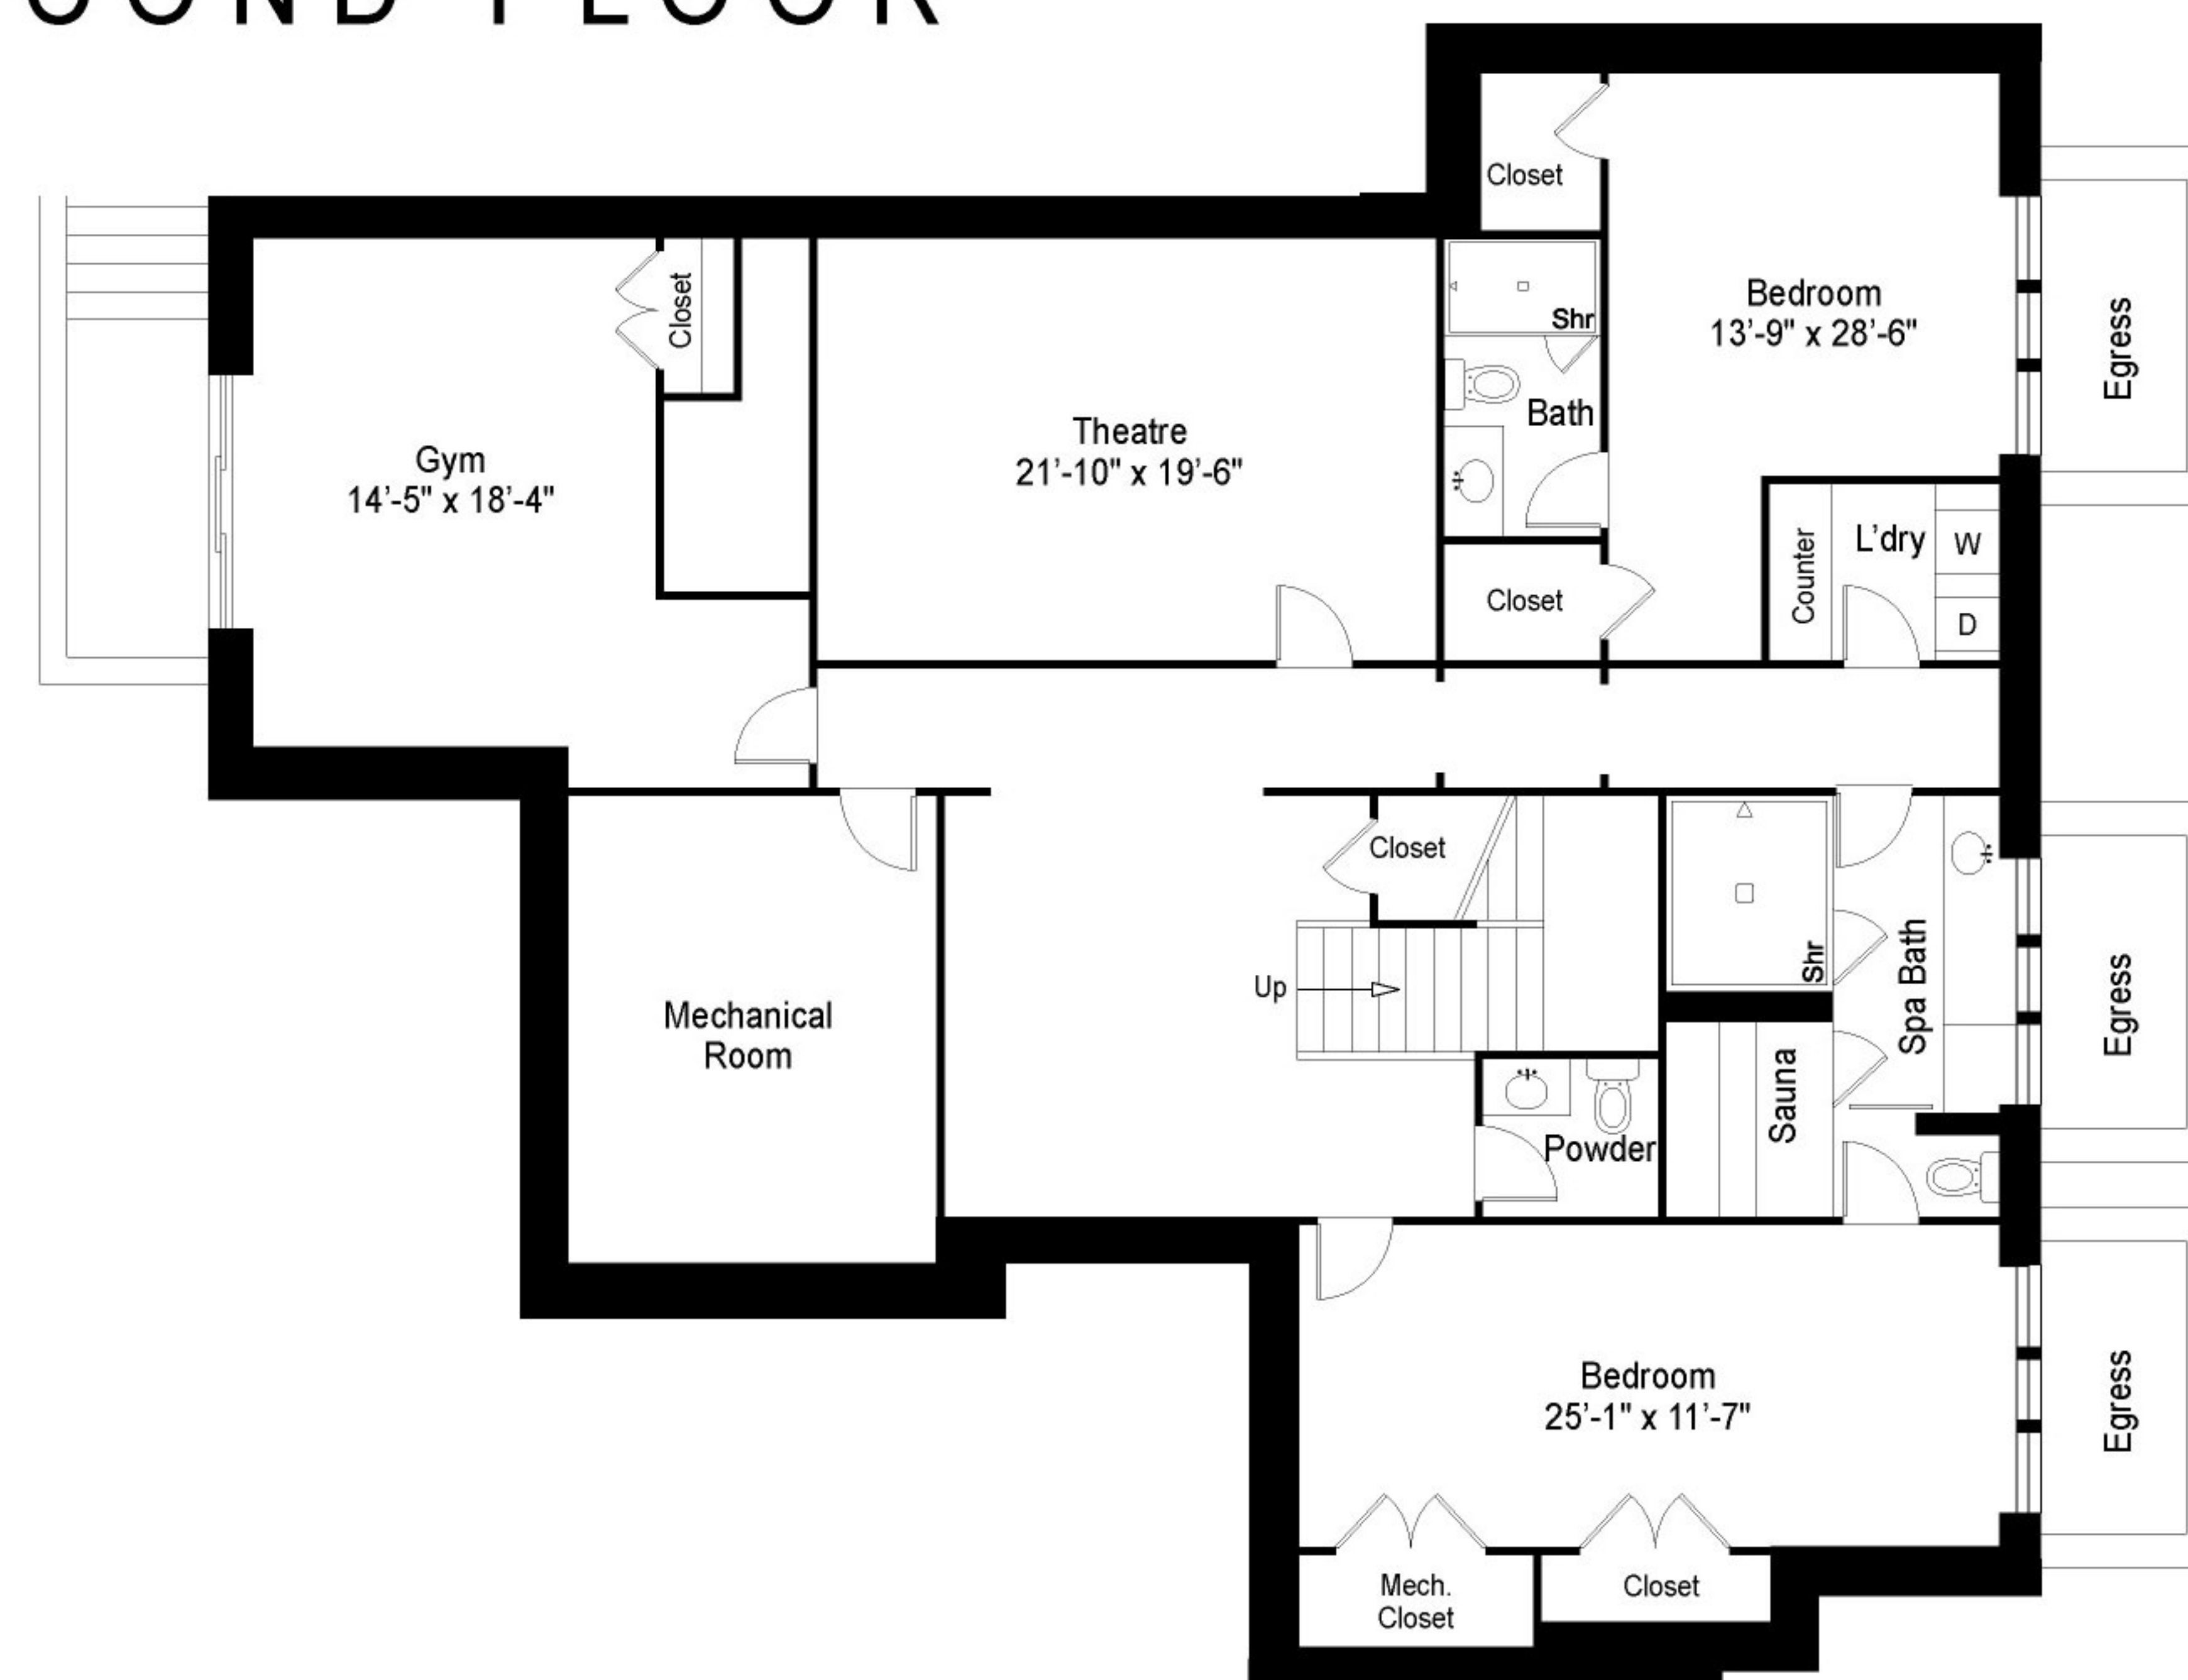 FLOOR
Closet
Closet
Bedroom
13'-9" x 28'-6"
Egress
Shr
Bath
Theatre
21'-10" x 19'-6"
Gym
14'-5" x 18'-4"
Counter
L'dry
W
D
Closet
Closet
Up
Shr
Spa Bath
Egress
Mechanical
Room
Sauna
Powder
Bedroom
25'-1" x 11'-7"
Egress
Mech.
Closet
Closet